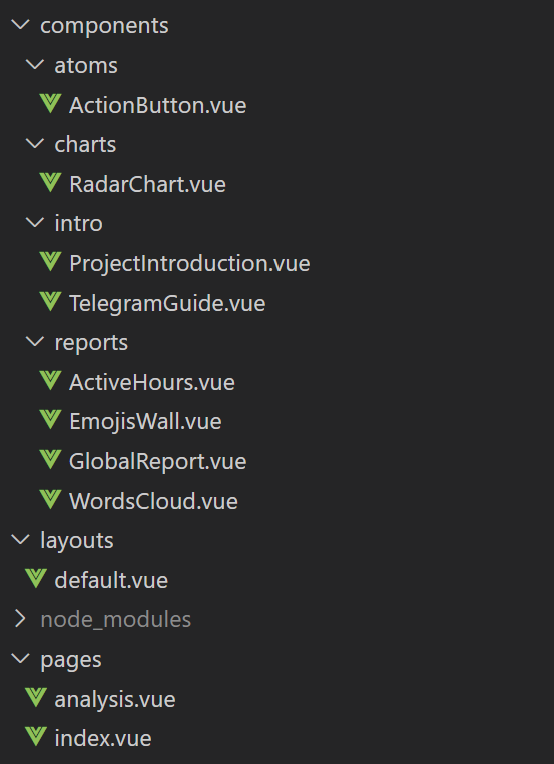 components
atoms
ActionButton.vue
charts
RadarChart.vue
intro
ProjectIntroduction.vue
TelegramGuide.vue
reports
ActiveHours.vue
EmojisWall.vue
GlobalReport.vue
WordsCloud.vue
layouts
default.vue
node_modules
pages
analysis.vue
index.vue